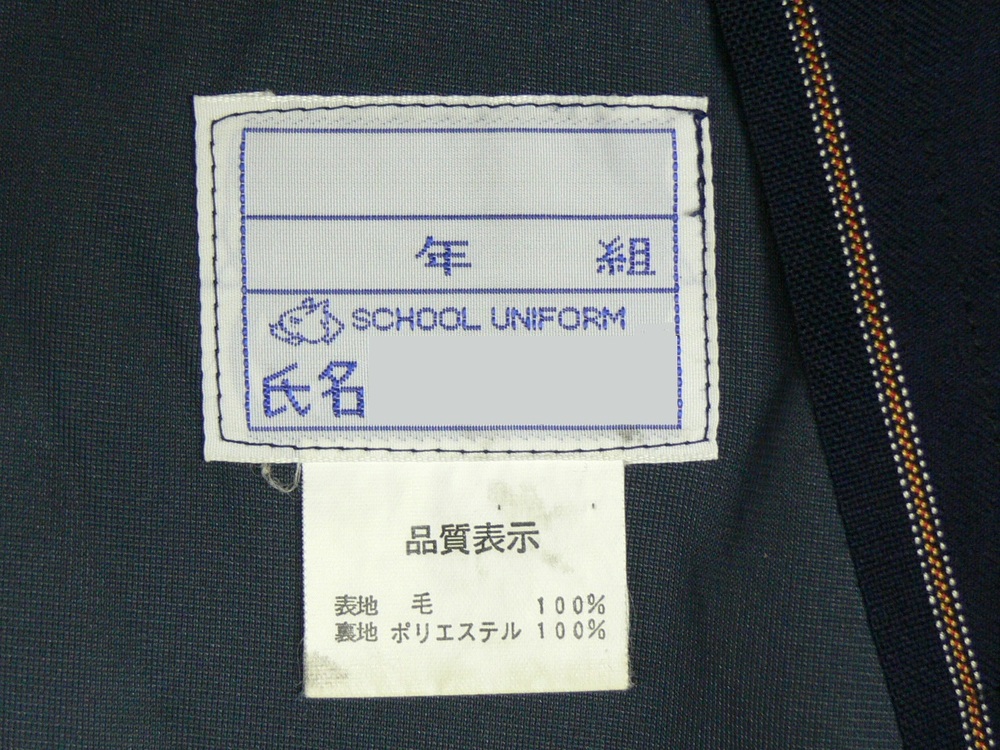 年 組
SCHOOL UNIFORM
氏名
品質表示
表地 毛 100%
裏地 ポリエステル 100%